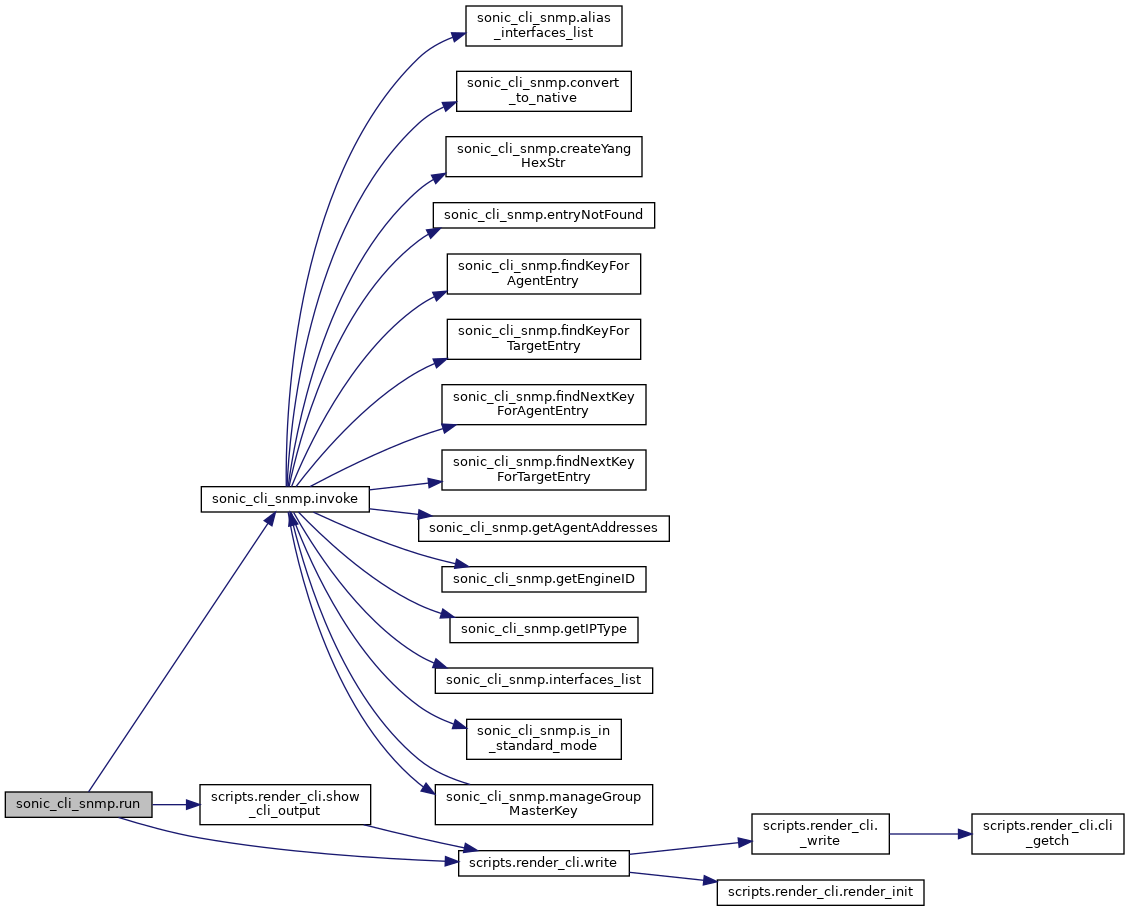 sonic_cli_snmp.alias
_interfaces_list
sonic_cli_snmp.convert
_to_native
sonic_cli_snmp.createYang
HexStr
sonic_cli_snmp.entryNotFound
sonic_cli_snmp.findKeyFor
AgentEntry
sonic_cli_snmp.findKeyFor
TargetEntry
sonic_cli_snmp.findNextKey
ForAgentEntry
sonic_cli_snmp.findNextKey
ForTargetEntry
sonic_cli_snmp.invoke
sonic_cli_snmp.getAgentAddresses
sonic_cli_snmp.getEngineID
sonic_cli_snmp.getIPType
sonic_cli_snmp.interfaces_list
sonic_cli_snmp.is_in
_standard_mode
sonic_cli_snmp.manageGroup
MasterKey
sonic_cli_snmp.run
scripts.render_cli.show
_cli_output
scripts.render_cli.write
scripts.render_cli.
_write
scripts.render_cli.cli
_getch
scripts.render_cli.render_init